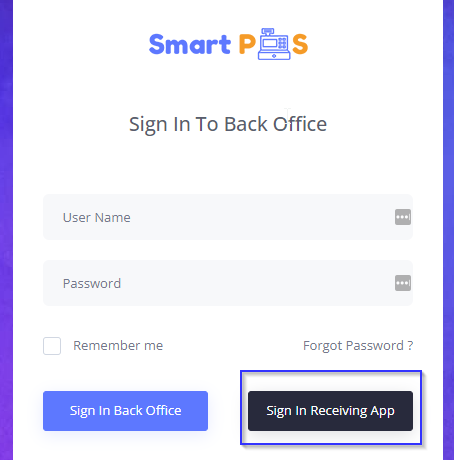 Smart POS
Sign In To Back Office
User Name
Password
Remember me
Forgot Password ?
Sign In Back Office
Sign In Receiving App